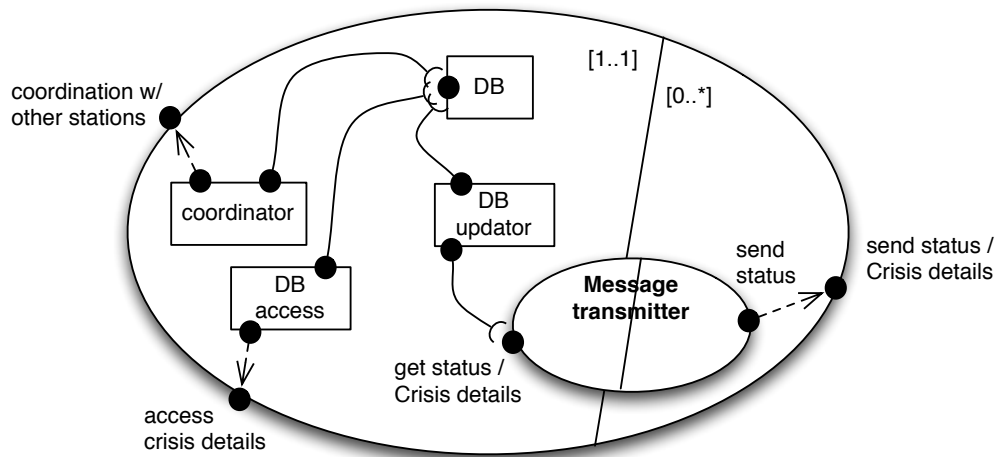 coordination w/
other stations
coordinator
DB
[1..1]
[0..*]
DB
updator
DB
access
send
status
send status /
Crisis details
Message
transmitter
get status /
Crisis details
access
crisis details